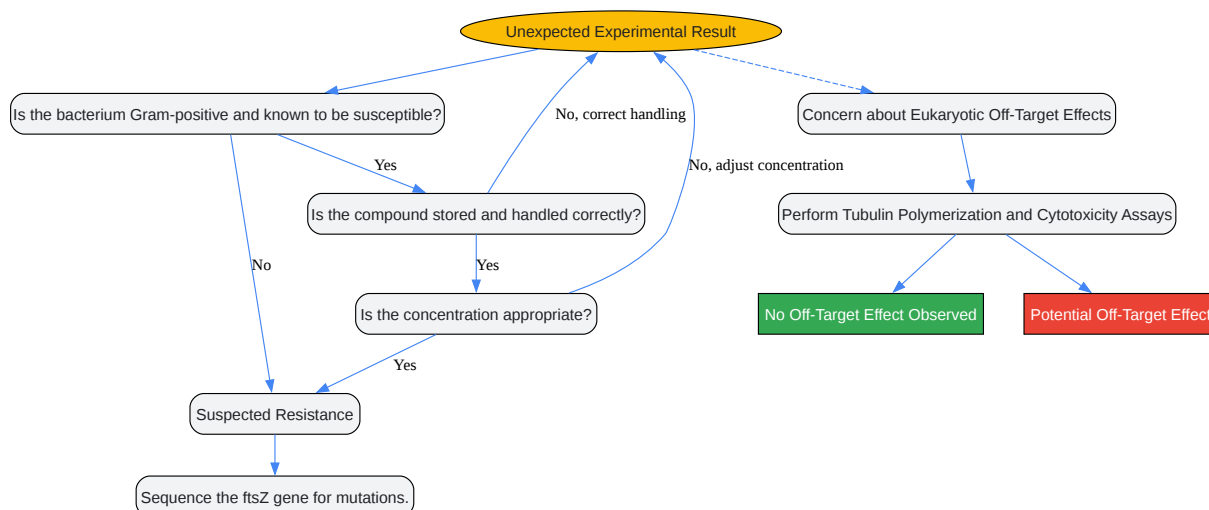 Unexpected Experimental Result
Is the bacterium Gram-positive and known to be susceptible?
No, correct handling
Concern about Eukaryotic Off-Target Effects
Yes
No, adjust concentration
Is the compound stored and handled correctly?
Perform Tubulin Polymerization and Cytotoxicity Assays
No
Yes
Is the concentration appropriate?
No Off-Target Effect Observed
Potential Off-Target Effect
Yes
Suspected Resistance
Sequence the ftsZ gene for mutations.